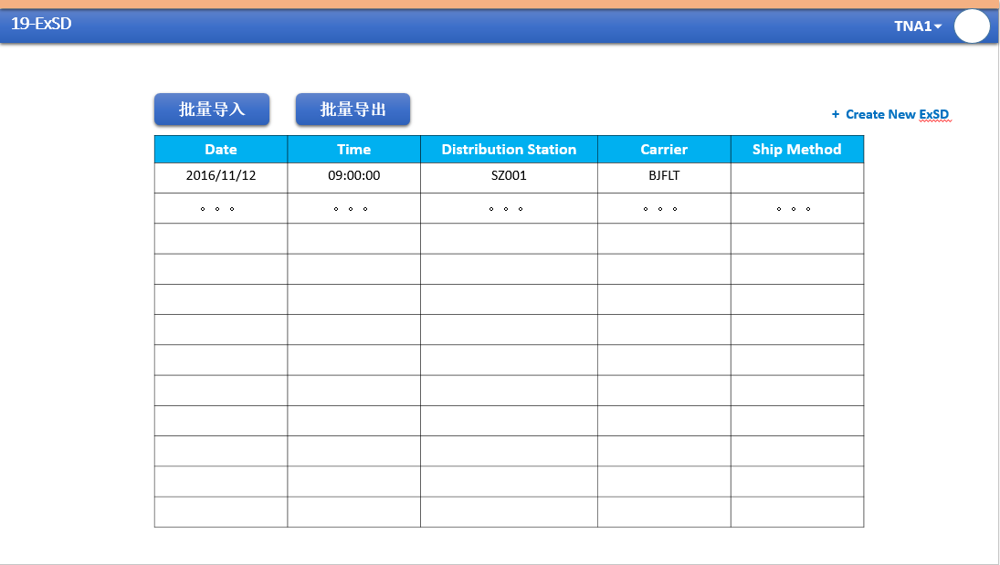 19-ExSD
TNA1
批量导入 批量导出
+ Create New ExSD
Date Time Distribution Station Carrier Ship Method
2016/11/12 09:00:00 SZ001 BJFLT
。。。 。。。 。。。 。。。 。。。